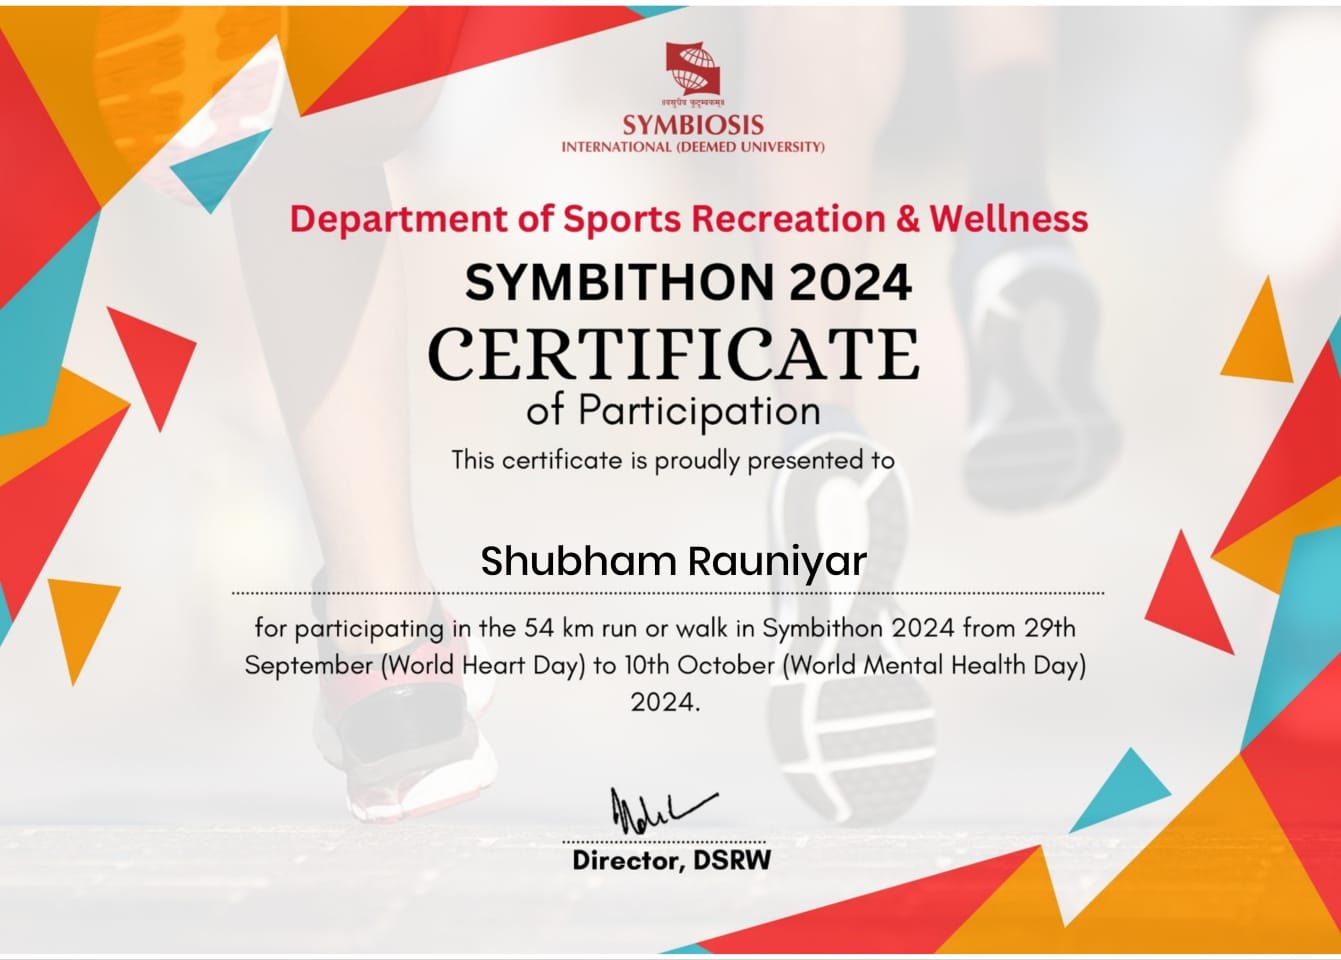 ॥वसुधैव कुटुम्बकम्॥
SYMBIOSIS
INTERNATIONAL (DEEMED UNIVERSITY)
Department of Sports Recreation & Wellness
SYMBITHON 2024
CERTIFICATE
of Participation
This certificate is proudly presented to
Shubham Rauniyar
for participating in the 54 km run or walk in Symbithon 2024 from 29th
September (World Heart Day) to 10th October (World Mental Health Day)
2024.
Director, DSRW